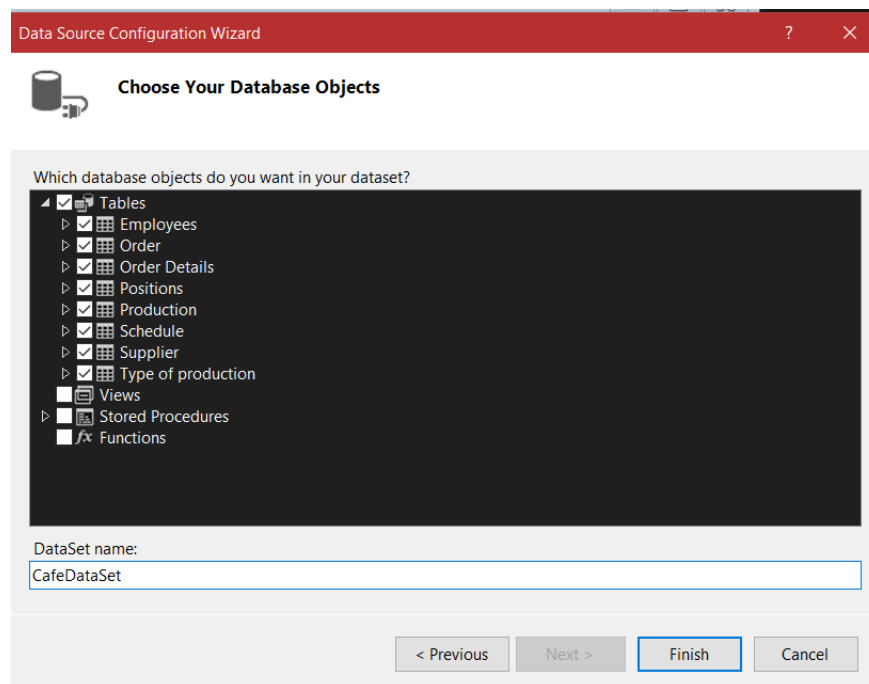 Data Source Configuration Wizard
?
Choose Your Database Objects
Which database objects do you want in your dataset?
Tables
Employees
Order
Order Details
Positions
Production
Schedule
Supplier
Type of production
Views
Stored Procedures
fx Functions
DataSet name:
CafeDataSet
< Previous Next > Finish Cancel